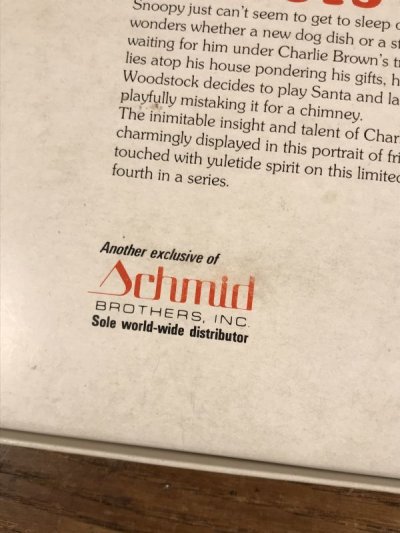 Snoopy just can't seem to get to sleep
wonders whether a new dog dish or a
waiting for him under Charlie Brown's
lies atop his house pondering his gifts,
Woodstock decides to play Santa and
playfully mistaking it for a chimney.
The inimitable insight and talent of
charmingly displayed in this portrait of
touched with yuletide spirit on this
fourth in a series.
Another exclusive of
Schmid
BROTHERS, INC.
Sole world-wide distributor